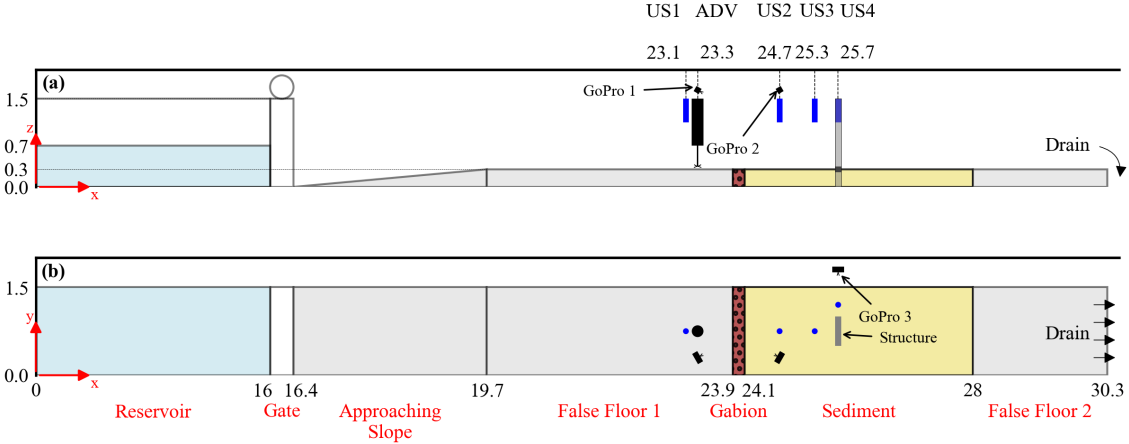 US1 ADV US2 US3 US4
23.1 23.3 24.7 25.3 25.7
(a)
GoPro 1
1.5
z
GoPro 2
0.7
Drain
0.3
0.0
x
(b)
1.5
y
GoPro 3
Structure
Drain
0.0
x
0 16 16.4 19.7 23.9 24.1 28 30.3
Reservoir Gate Approaching False Floor 1 Gabion Sediment False Floor 2
Slope